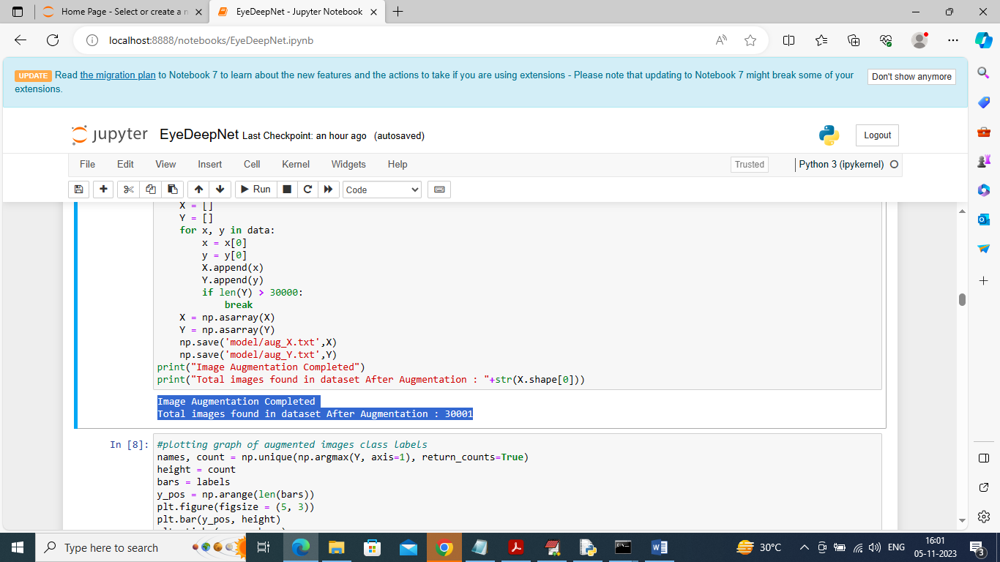 Home Page - Select or create a n
EyeDeepNet - Jupyter Notebook
localhost:8888/notebooks/EyeDeepNet.ipynb
UPDATE Read the migration plan to Notebook 7 to learn about the new features and the actions to take if you are using extensions - Please note that updating to Notebook 7 might break some of your
extensions.
Don't show anymore
jupyter EyeDeepNet Last Checkpoint: an hour ago (autosaved)
Logout
File Edit View Insert Cell Kernel Widgets Help
Trusted
Python 3 (ipykernel)
Run
Code
X = []
Y = []
for x, y in data:
x = x[0]
y = y[0]
X.append(x)
Y.append(y)
if len(Y) > 30000:
break
X = np.asarray(X)
Y = np.asarray(Y)
np.save('model/aug_X.txt',X)
np.save('model/aug_Y.txt',Y)
print("Image Augmentation Completed")
print("Total images found in dataset After Augmentation : "+str(X.shape[0]))
Image Augmentation Completed
Total images found in dataset After Augmentation : 30001
In [8]:
#plotting graph of augmented images class labels
names, count = np.unique(np.argmax(Y, axis=1), return_counts=True)
height = count
bars = labels
y_pos = np.arange(len(bars))
plt.figure(figsize = (5, 3))
plt.bar(y_pos, height)
Type here to search
30°C
ENG
16:01
05-11-2023
3